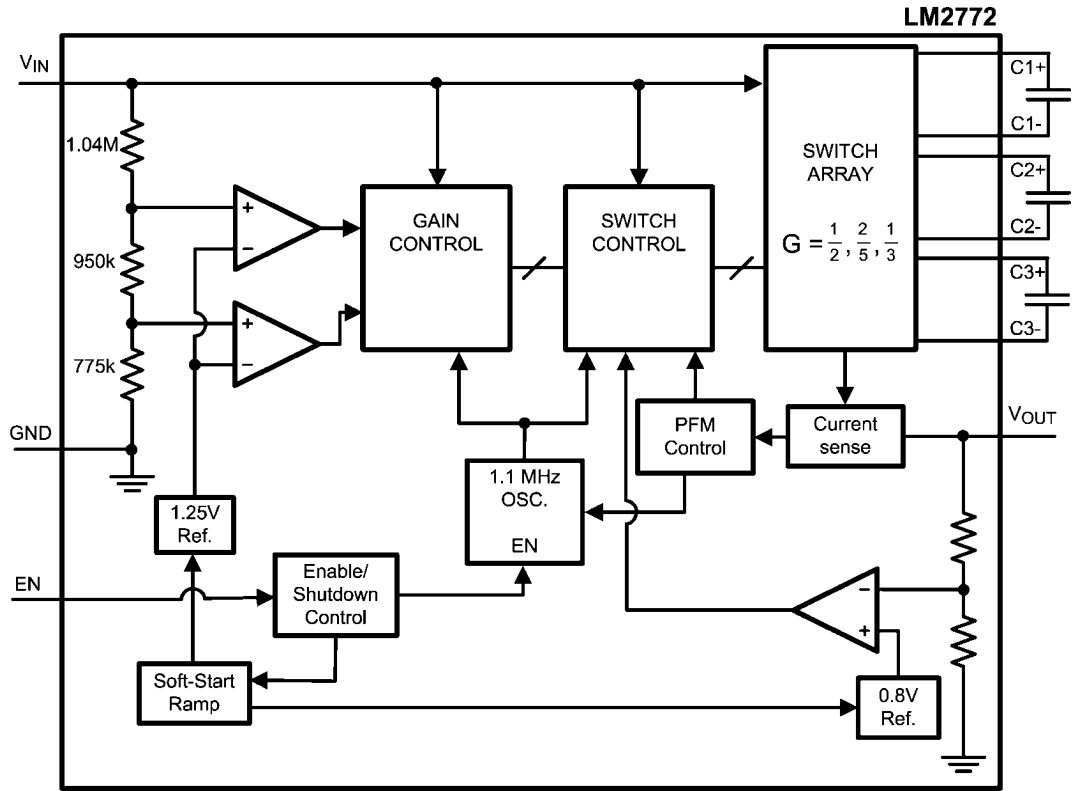 LM2772
V_IN
C1+
C1-
C2+
C2-
C3+
C3-
1.04M
950k
775k
+
−
+
−
GAIN
CONTROL
SWITCH
CONTROL
SWITCH
ARRAY
G = 1/2, 2/5, 1/3
GND
V_OUT
PFM
Control
Current
sense
1.1 MHz
OSC.
EN
1.25V
Ref.
EN
Enable/
Shutdown
Control
−
+
Soft-Start
Ramp
0.8V
Ref.